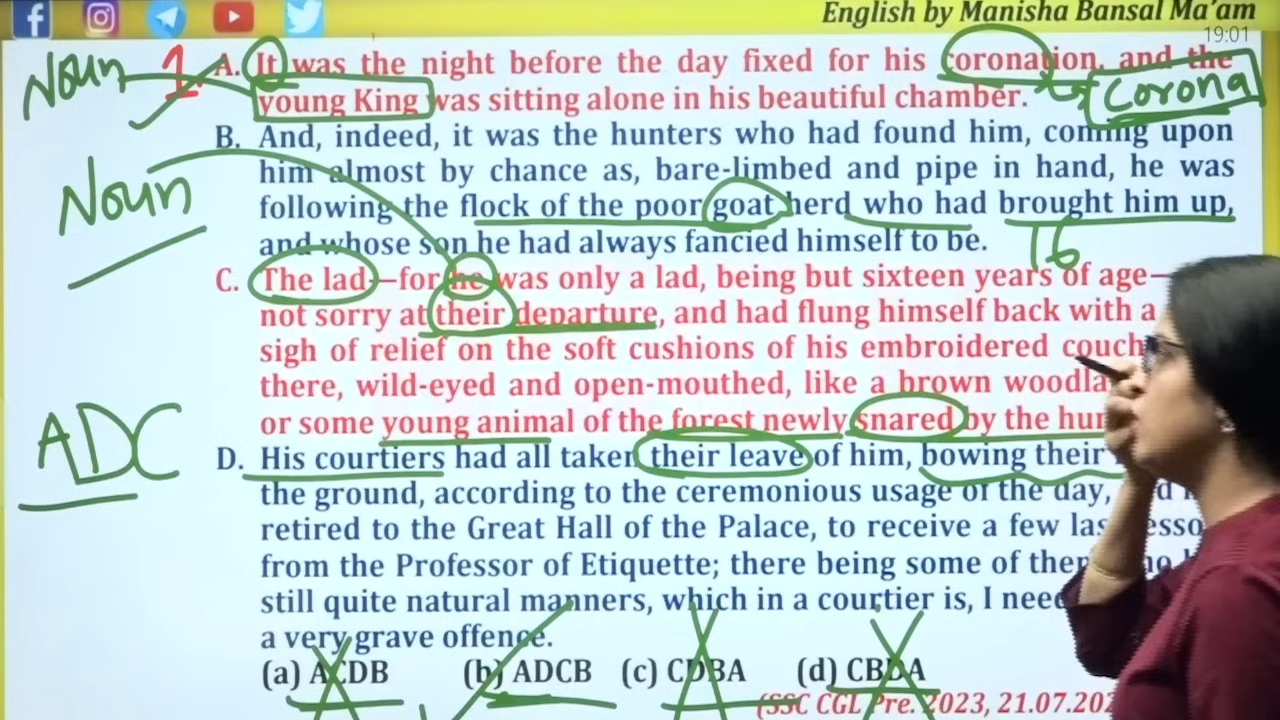 English by Manisha Bansal Ma'am
19:01
Noun 1 A. It was the night before the day fixed for his coronation, and the
young King was sitting alone in his beautiful chamber.
Corona
B. And, indeed, it was the hunters who had found him, coming upon
him almost by chance as, bare-limbed and pipe in hand, he was
Noun
following the flock of the poor goat herd who had brought him up,
and whose son he had always fancied himself to be.
16
C. The lad—for he was only a lad, being but sixteen years of age—
not sorry at their departure, and had flung himself back with a
sigh of relief on the soft cushions of his embroidered couch
there, wild-eyed and open-mouthed, like a brown
or some young animal of the forest newly snared by the
ADC
D. His courtiers had all taken their leave of him, bowing their
the ground, according to the ceremonious usage of the day,
retired to the Great Hall of the Palace, to receive a few
from the Professor of Etiquette; there being some of
still quite natural manners, which in a courtier is, I
a very grave offence.
(a) ACDB (b) ADCB (c) CDBA (d) CBDA
(SSC CGL Pre. 2023, 21.07.202